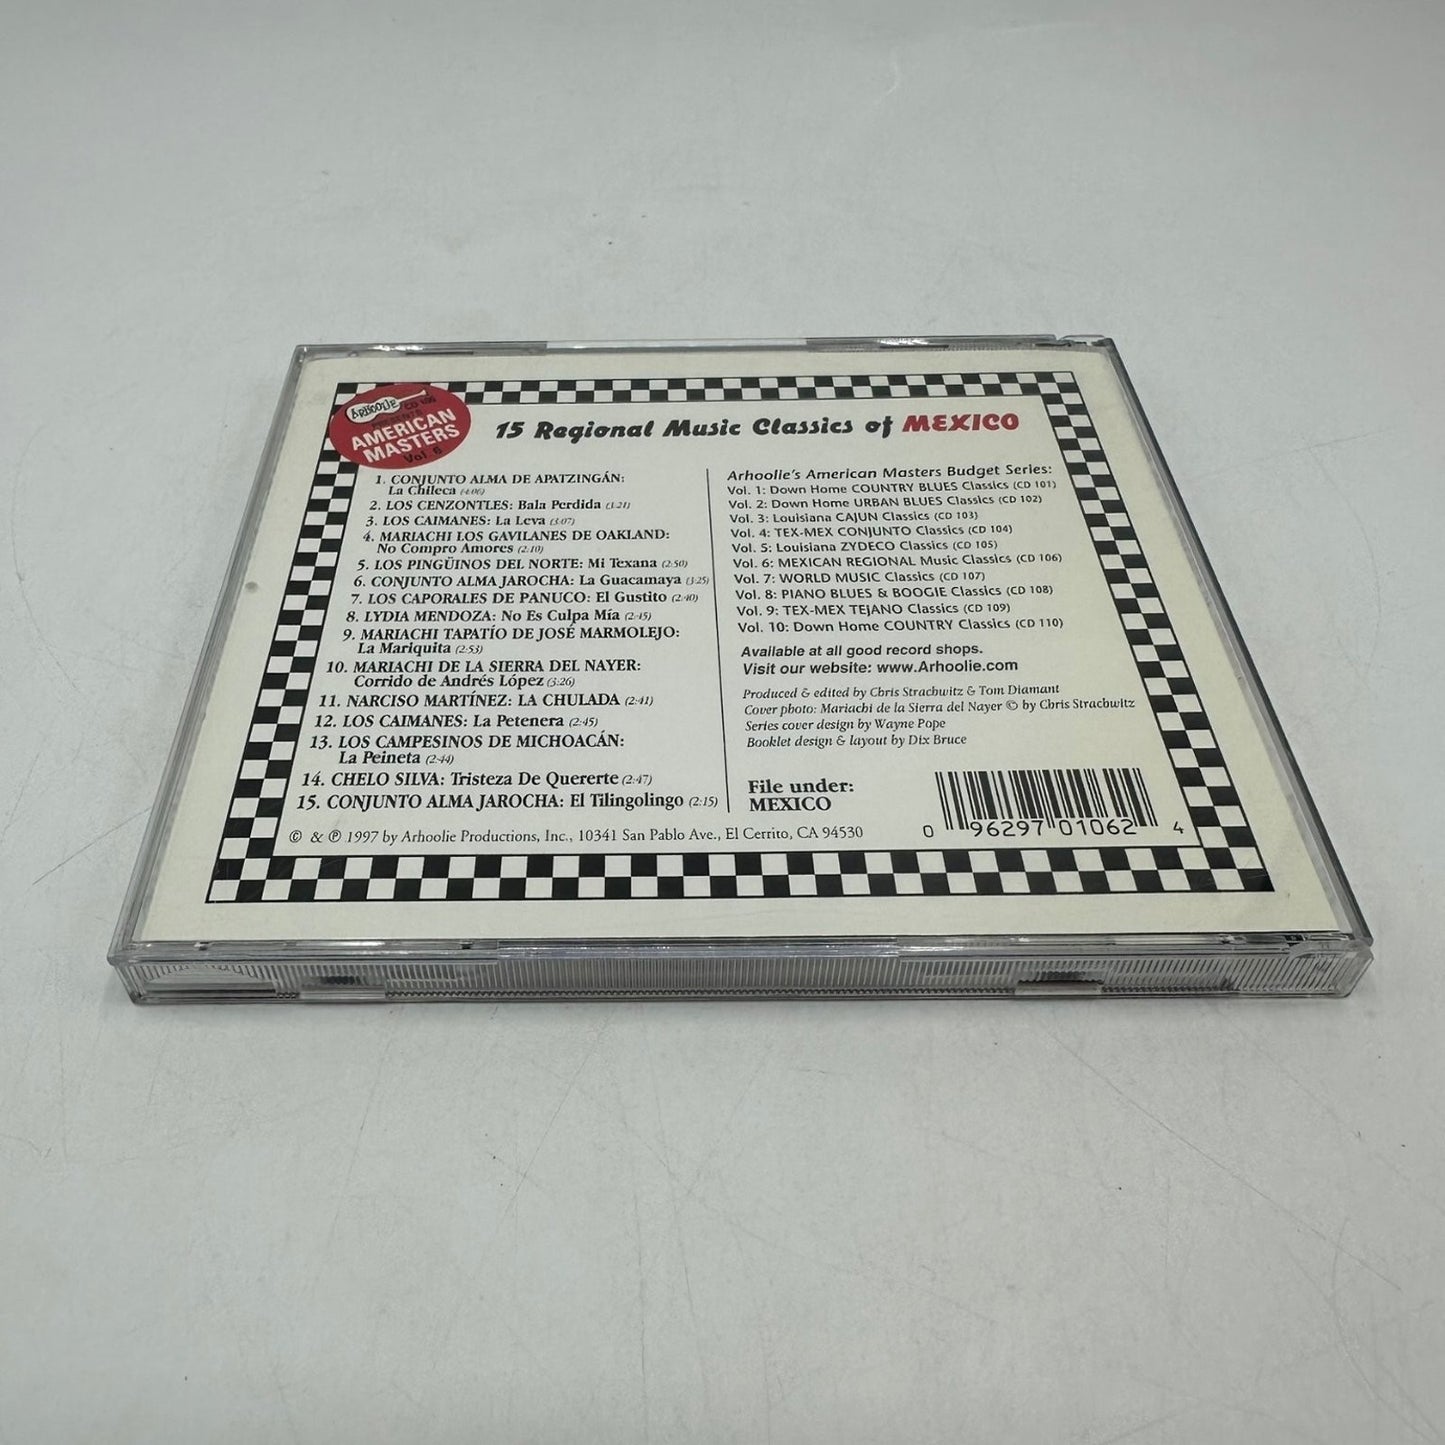 ARHOOLIE CD 106
PRESENTS
AMERICAN
MASTERS
Vol. 6
15 Regional Music Classics of MEXICO
1. CONJUNTO ALMA DE APATZINGÁN:
La Chileca (4:06)
2. LOS CENZONTLES: Bala Perdida (3:21)
3. LOS CAIMANES: La Leva (3:07)
4. MARIACHI LOS GAVILANES DE OAKLAND:
No Compro Amores (2:10)
5. LOS PINGÜINOS DEL NORTE: Mi Texana (2:50)
6. CONJUNTO ALMA JAROCHA: La Guacamaya (3:25)
7. LOS CAPORALES DE PANUCO: El Gustito (2:40)
8. LYDIA MENDOZA: No Es Culpa Mía (2:45)
9. MARIACHI TAPATÍO DE JOSÉ MARMOLEJO:
La Mariquita (2:53)
10. MARIACHI DE LA SIERRA DEL NAYER:
Corrido de Andrés López (3:26)
11. NARCISO MARTÍNEZ: LA CHULADA (2:41)
12. LOS CAIMANES: La Petenera (2:45)
13. LOS CAMPESINOS DE MICHOACÁN:
La Peineta (2:44)
14. CHELO SILVA: Tristeza De Quererte (2:47)
15. CONJUNTO ALMA JAROCHA: El Tilingolingo (2:15)
Arhoolie's American Masters Budget Series:
Vol. 1: Down Home COUNTRY BLUES Classics (CD 101)
Vol. 2: Down Home URBAN BLUES Classics (CD 102)
Vol. 3: Louisiana CAJUN Classics (CD 103)
Vol. 4: TEX-MEX CONJUNTO Classics (CD 104)
Vol. 5: Louisiana ZYDECO Classics (CD 105)
Vol. 6: MEXICAN REGIONAL Music Classics (CD 106)
Vol. 7: WORLD MUSIC Classics (CD 107)
Vol. 8: PIANO BLUES & BOOGIE Classics (CD 108)
Vol. 9: TEX-MEX TEJANO Classics (CD 109)
Vol. 10: Down Home COUNTRY Classics (CD 110)
Available at all good record shops.
Visit our website: www.Arhoolie.com
Produced & edited by Chris Strachwitz & Tom Diamant
Cover photo: Mariachi de la Sierra del Nayer © by Chris Strachwitz
Series cover design by Wayne Pope
Booklet design & layout by Dix Bruce
File under:
MEXICO
0 96297 01062 4
© & ℗ 1997 by Arhoolie Productions, Inc., 10341 San Pablo Ave., El Cerrito, CA 94530